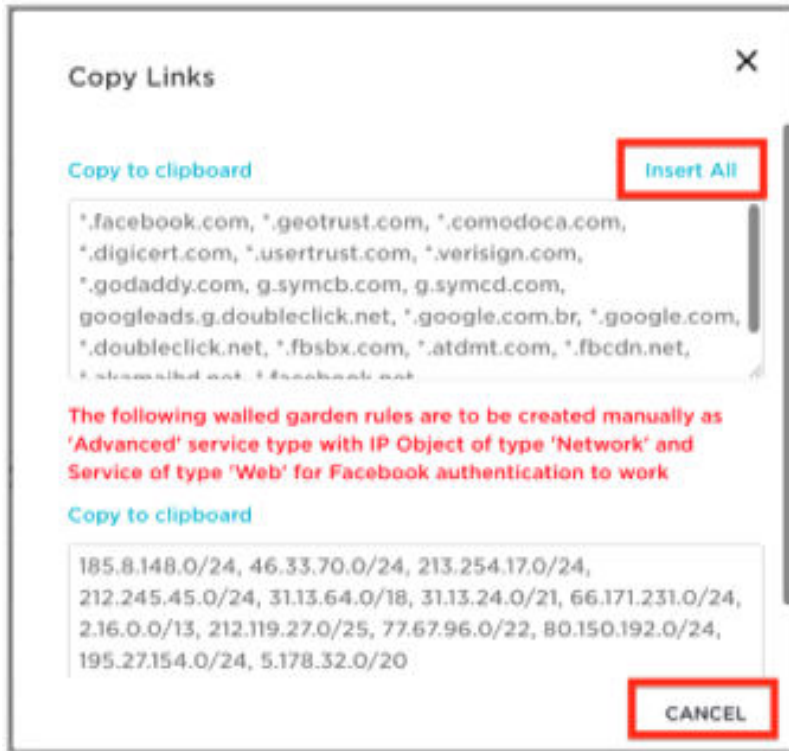 Copy Links
Copy to clipboard
Insert All
*.facebook.com, *.geotrust.com, *.comodoca.com,
*.digicert.com, *.usertrust.com, *.verisign.com,
*.godaddy.com, g.symcb.com, g.symcd.com,
googleads.g.doubleclick.net, *.google.com.br, *.google.com,
*.doubleclick.net, *.fbsbx.com, *.atdmt.com, *.fbcdn.net,
*.akamaihd.net, *.facebook.net
The following walled garden rules are to be created manually as
'Advanced' service type with IP Object of type 'Network' and
Service of type 'Web' for Facebook authentication to work
Copy to clipboard
185.8.148.0/24, 46.33.70.0/24, 213.254.17.0/24,
212.245.45.0/24, 31.13.64.0/18, 31.13.24.0/21, 66.171.231.0/24,
2.16.0.0/13, 212.119.27.0/25, 77.67.96.0/22, 80.150.192.0/24,
195.27.154.0/24, 5.178.32.0/20
CANCEL